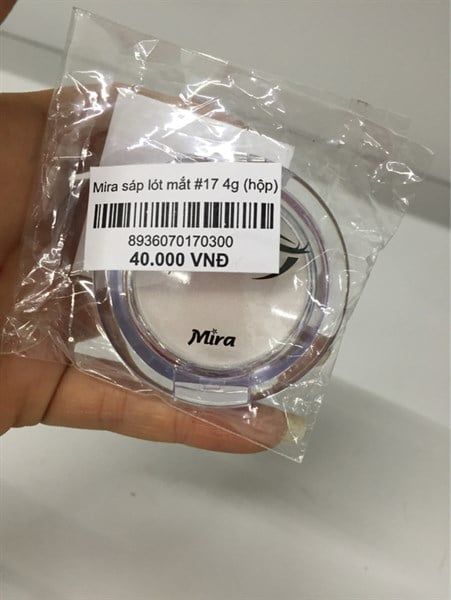 Mira sáp lót mắt #17 4g (hộp)
8936070170300
40.000 VNĐ
Mira